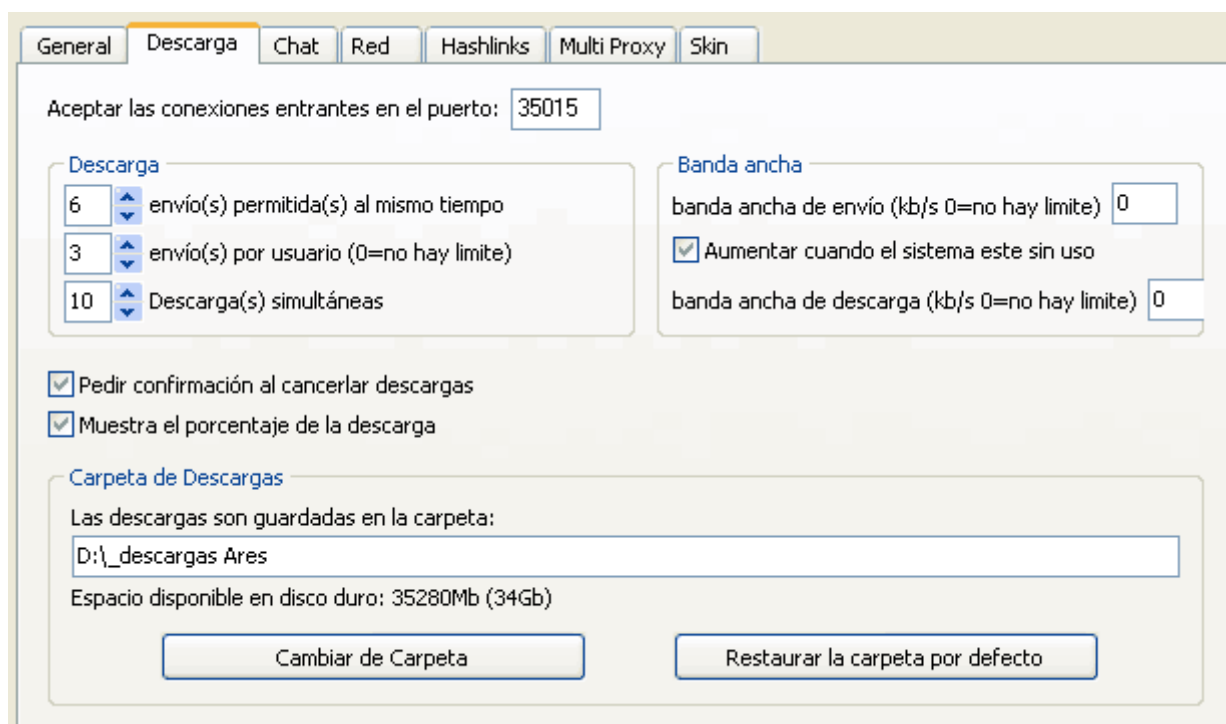 General Descarga Chat Red Hashlinks Multi Proxy Skin
Aceptar las conexiones entrantes en el puerto: 35015
Descarga
6 envío(s) permitida(s) al mismo tiempo
3 envío(s) por usuario (0=no hay limite)
10 Descarga(s) simultáneas
Banda ancha
banda ancha de envío (kb/s 0=no hay limite) 0
Aumentar cuando el sistema este sin uso
banda ancha de descarga (kb/s 0=no hay limite) 0
Pedir confirmación al cancerlar descargas
Muestra el porcentaje de la descarga
Carpeta de Descargas
Las descargas son guardadas en la carpeta:
D:\_descargas Ares
Espacio disponible en disco duro: 35280Mb (34Gb)
Cambiar de Carpeta Restaurar la carpeta por defecto